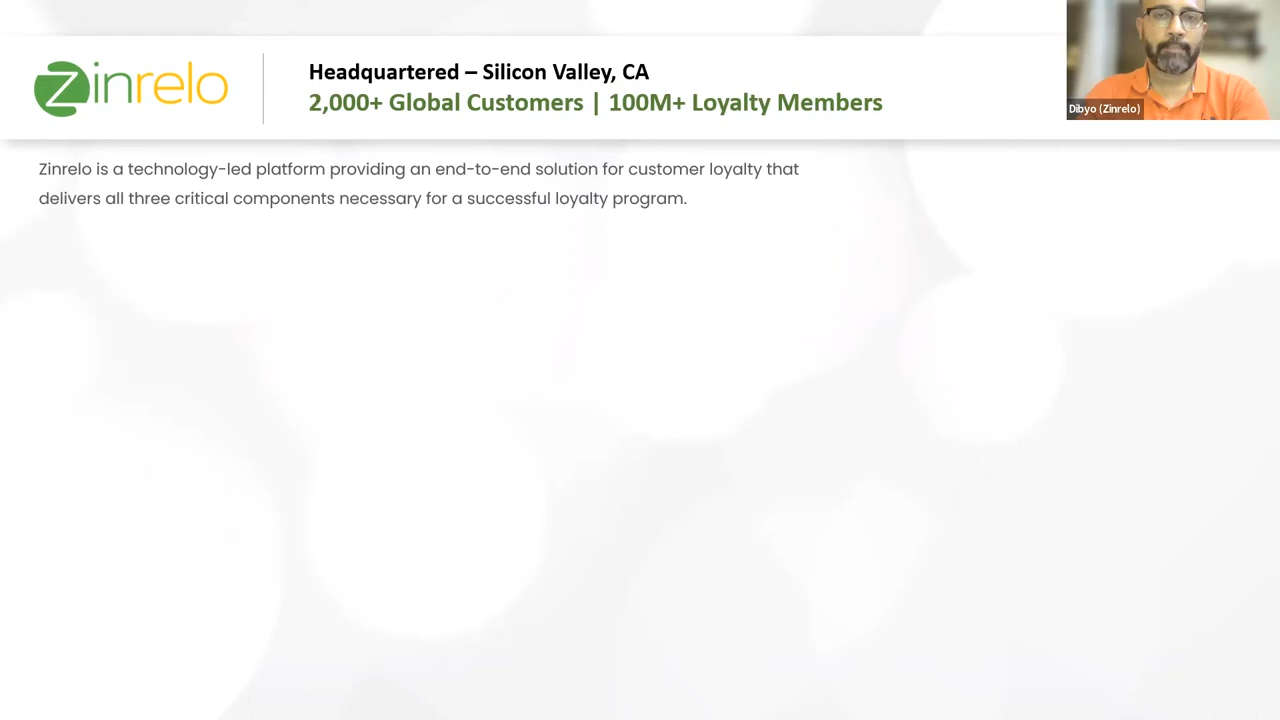 zinrelo
Headquartered – Silicon Valley, CA
2,000+ Global Customers | 100M+ Loyalty Members
Dibyo (Zinrelo)
Zinrelo is a technology-led platform providing an end-to-end solution for customer loyalty that
delivers all three critical components necessary for a successful loyalty program.